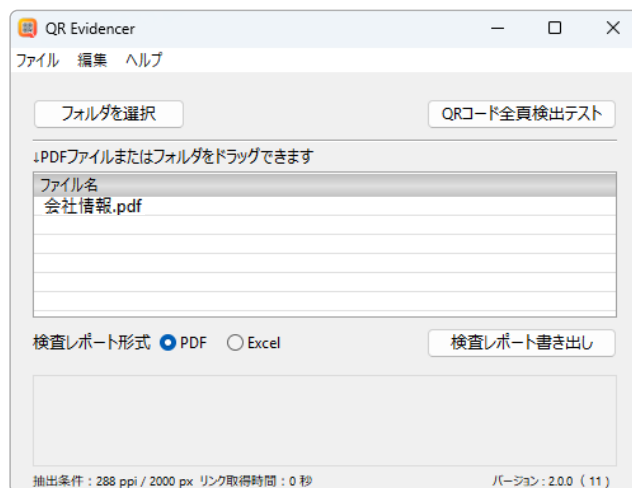 QR Evidencer
ファイル 編集 ヘルプ
フォルダを選択 QRコード全頁検出テスト
↓PDFファイルまたはフォルダをドラッグできます
ファイル名
会社情報.pdf
検査レポート形式 PDF Excel 検査レポート書き出し
抽出条件：288 ppi / 2000 px リンク取得時間：0 秒 バージョン : 2.0.0 ( 11 )